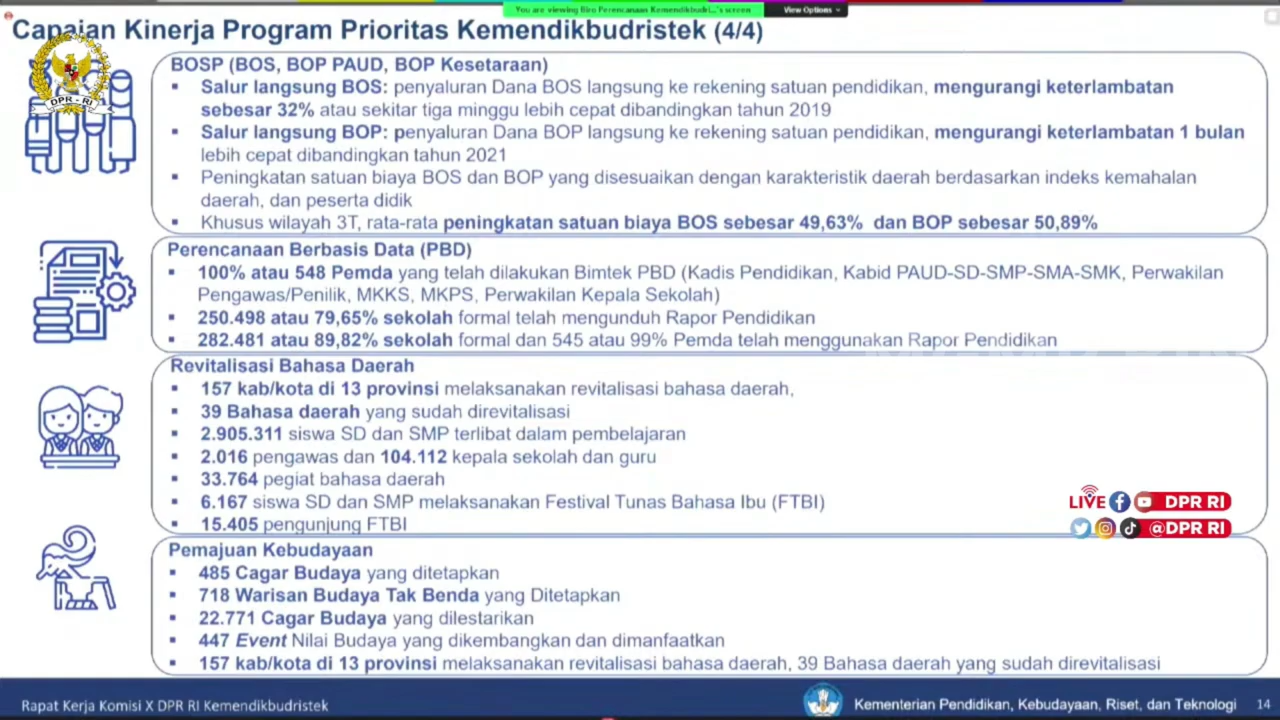 You are viewing Biro Perencanaan Kemendikbudri...'s screen
View Options
Capaian Kinerja Program Prioritas Kemendikbudristek (4/4)
DPR - RI
BOSP (BOS, BOP PAUD, BOP Kesetaraan)
▪ Salur langsung BOS: penyaluran Dana BOS langsung ke rekening satuan pendidikan, mengurangi keterlambatan
sebesar 32% atau sekitar tiga minggu lebih cepat dibandingkan tahun 2019
▪ Salur langsung BOP: penyaluran Dana BOP langsung ke rekening satuan pendidikan, mengurangi keterlambatan 1 bulan
lebih cepat dibandingkan tahun 2021
▪ Peningkatan satuan biaya BOS dan BOP yang disesuaikan dengan karakteristik daerah berdasarkan indeks kemahalan
daerah, dan peserta didik
▪ Khusus wilayah 3T, rata-rata peningkatan satuan biaya BOS sebesar 49,63% dan BOP sebesar 50,89%
Perencanaan Berbasis Data (PBD)
▪ 100% atau 548 Pemda yang telah dilakukan Bimtek PBD (Kadis Pendidikan, Kabid PAUD-SD-SMP-SMA-SMK, Perwakilan
Pengawas/Penilik, MKKS, MKPS, Perwakilan Kepala Sekolah)
▪ 250.498 atau 79,65% sekolah formal telah mengunduh Rapor Pendidikan
▪ 282.481 atau 89,82% sekolah formal dan 545 atau 99% Pemda telah menggunakan Rapor Pendidikan
Revitalisasi Bahasa Daerah
▪ 157 kab/kota di 13 provinsi melaksanakan revitalisasi bahasa daerah,
▪ 39 Bahasa daerah yang sudah direvitalisasi
▪ 2.905.311 siswa SD dan SMP terlibat dalam pembelajaran
▪ 2.016 pengawas dan 104.112 kepala sekolah dan guru
▪ 33.764 pegiat bahasa daerah
▪ 6.167 siswa SD dan SMP melaksanakan Festival Tunas Bahasa Ibu (FTBI)
▪ 15.405 pengunjung FTBI
LIVE DPR RI
@DPR RI
Pemajuan Kebudayaan
▪ 485 Cagar Budaya yang ditetapkan
▪ 718 Warisan Budaya Tak Benda yang Ditetapkan
▪ 22.771 Cagar Budaya yang dilestarikan
▪ 447 Event Nilai Budaya yang dikembangkan dan dimanfaatkan
▪ 157 kab/kota di 13 provinsi melaksanakan revitalisasi bahasa daerah, 39 Bahasa daerah yang sudah direvitalisasi
Rapat Kerja Komisi X DPR RI Kemendikbudristek
Kementerian Pendidikan, Kebudayaan, Riset, dan Teknologi 14